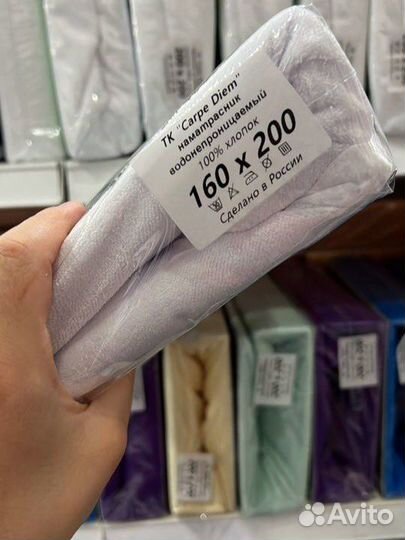 ТК "Carpe Diem"
наматрасник
водонепроницаемый
100% хлопок
160 х 200
Сделано в России
Avito